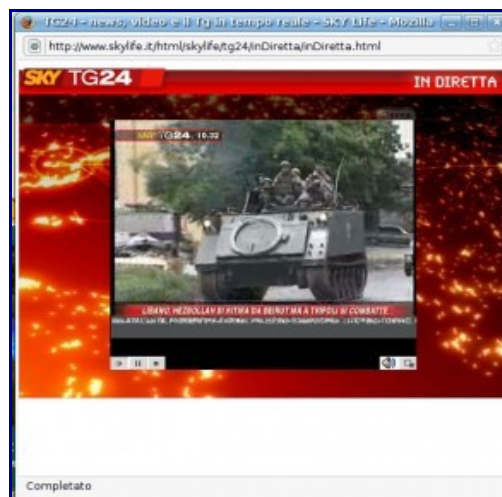 TG24 - news, video e il Tg in tempo reale - SKY Life - Mozilla
http://www.skylife.it/html/skylife/tg24/inDiretta/inDiretta.html
SKY TG24
IN DIRETTA
SKY TG24 10.32
LIBANO, HEZBOLLAH SI RITIRA DA BEIRUT MA A TRIPOLI SI COMBATTE
Completato